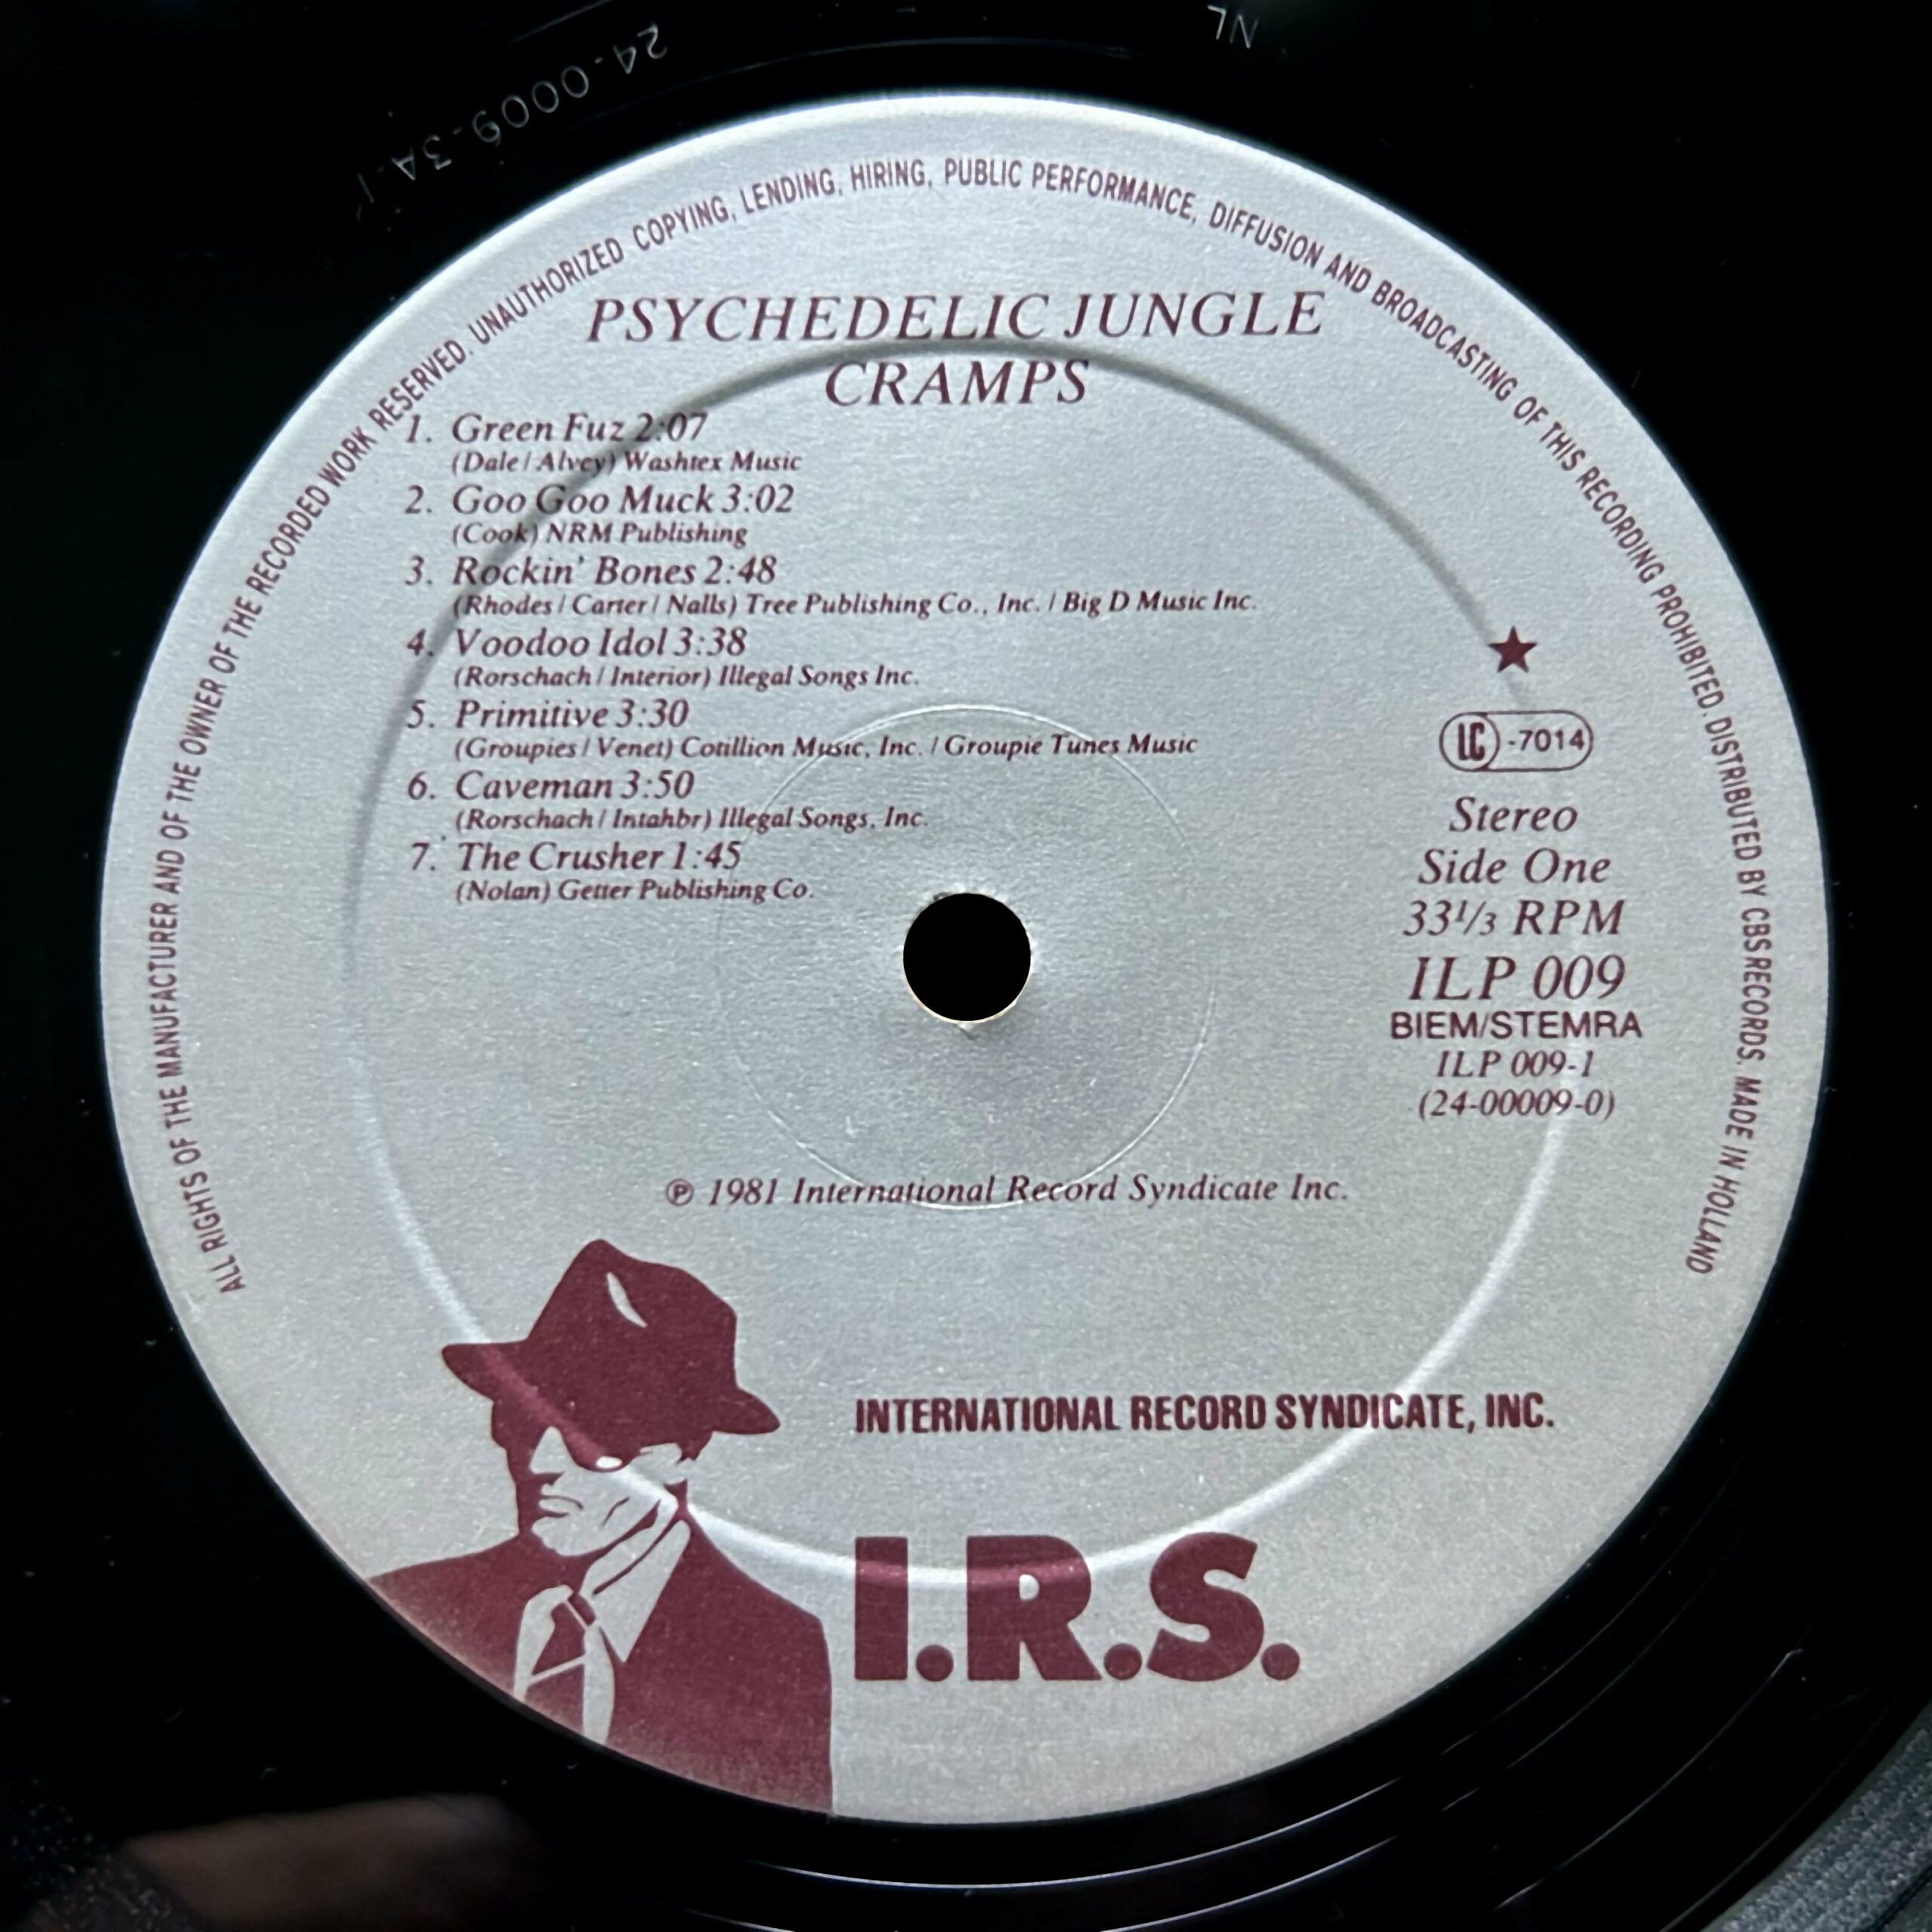 24-0009-3A-1
NL
ALL RIGHTS OF THE MANUFACTURER AND OF THE OWNER OF THE RECORDED WORK RESERVED. UNAUTHORIZED COPYING, LENDING, HIRING, PUBLIC PERFORMANCE, DIFFUSION AND BROADCASTING OF THIS RECORDING PROHIBITED. DISTRIBUTED BY CBS RECORDS. MADE IN HOLLAND
PSYCHEDELIC JUNGLE
CRAMPS
1. Green Fuz 2:07
(Dale / Alvey) Washtex Music
2. Goo Goo Muck 3:02
(Cook) NRM Publishing
3. Rockin' Bones 2:48
(Rhodes / Carter / Nalls) Tree Publishing Co., Inc. / Big D Music Inc.
4. Voodoo Idol 3:38
(Rorschach / Interior) Illegal Songs Inc.
5. Primitive 3:30
(Groupies / Venet) Cotillion Music, Inc. / Groupie Tunes Music
6. Caveman 3:50
(Rorschach / Intahbr) Illegal Songs, Inc.
7. The Crusher 1:45
(Nolan) Getter Publishing Co.
★
LC -7014
Stereo
Side One
33 1/3 RPM
ILP 009
BIEM/STEMRA
ILP 009-1
(24-00009-0)
℗ 1981 International Record Syndicate Inc.
INTERNATIONAL RECORD SYNDICATE, INC.
I.R.S.